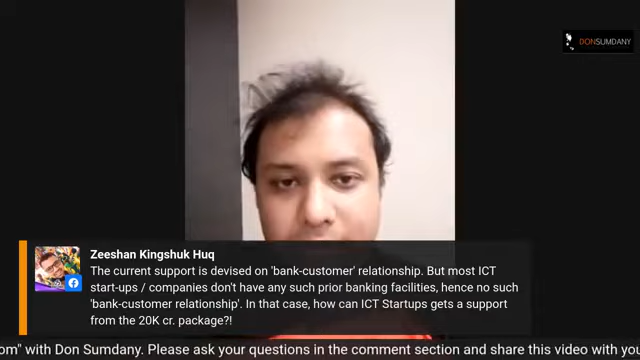 DONSUMDANY
Zeeshan Kingshuk Huq
The current support is devised on 'bank-customer' relationship. But most ICT
start-ups / companies don't have any such prior banking facilities, hence no such
'bank-customer relationship'. In that case, how can ICT Startups gets a support
from the 20K cr. package?!
om" with Don Sumdany. Please ask your questions in the comment section and share this video with you